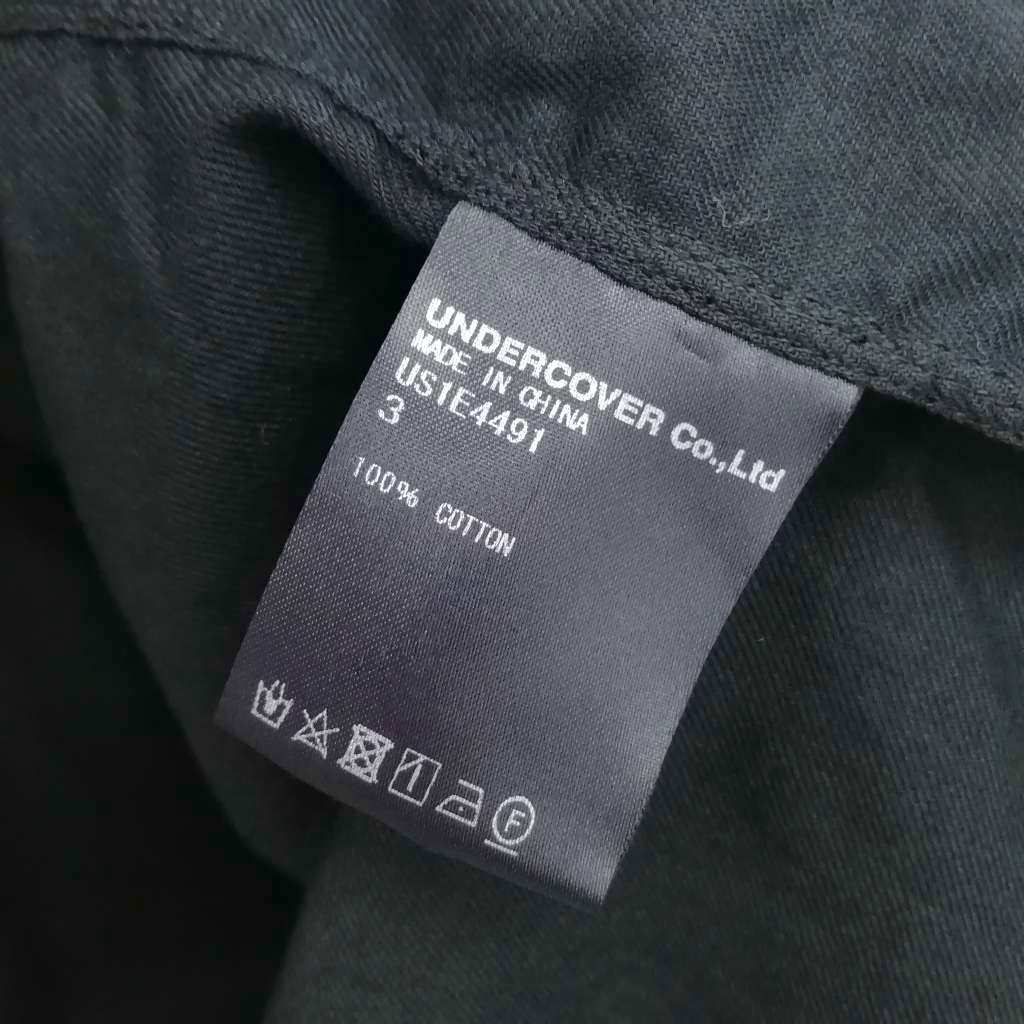 UNDERCOVER Co.,Ltd
MADE IN CHINA
US1E4491
3
100% COTTON
F